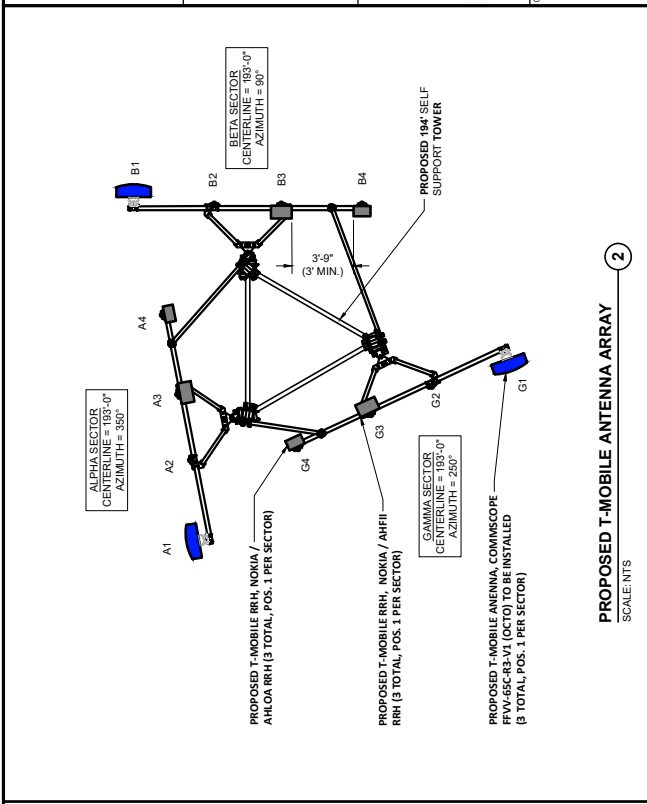 ALPHA SECTOR
CENTERLINE = 193'-0"
AZIMUTH = 350°
BETA SECTOR
CENTERLINE = 193'-0"
AZIMUTH = 90°
GAMMA SECTOR
CENTERLINE = 193'-0"
AZIMUTH = 250°
A1
A2
A3
A4
B1
B2
B3
B4
G4
G3
G2
G1
3'-9"
(3' MIN.)
PROPOSED 194' SELF
SUPPORT TOWER
PROPOSED T-MOBILE RRH, NOKIA /
AHLOA RRH (3 TOTAL, POS. 1 PER SECTOR)
PROPOSED T-MOBILE RRH, NOKIA / AHFII
RRH (3 TOTAL, POS. 1 PER SECTOR)
PROPOSED T-MOBILE ANENNA, COMMSCOPE
FFVV-65C-R3-V1 (OCTO) TO BE INSTALLED
(3 TOTAL, POS. 1 PER SECTOR)
PROPOSED T-MOBILE ANTENNA ARRAY
2
SCALE: NTS